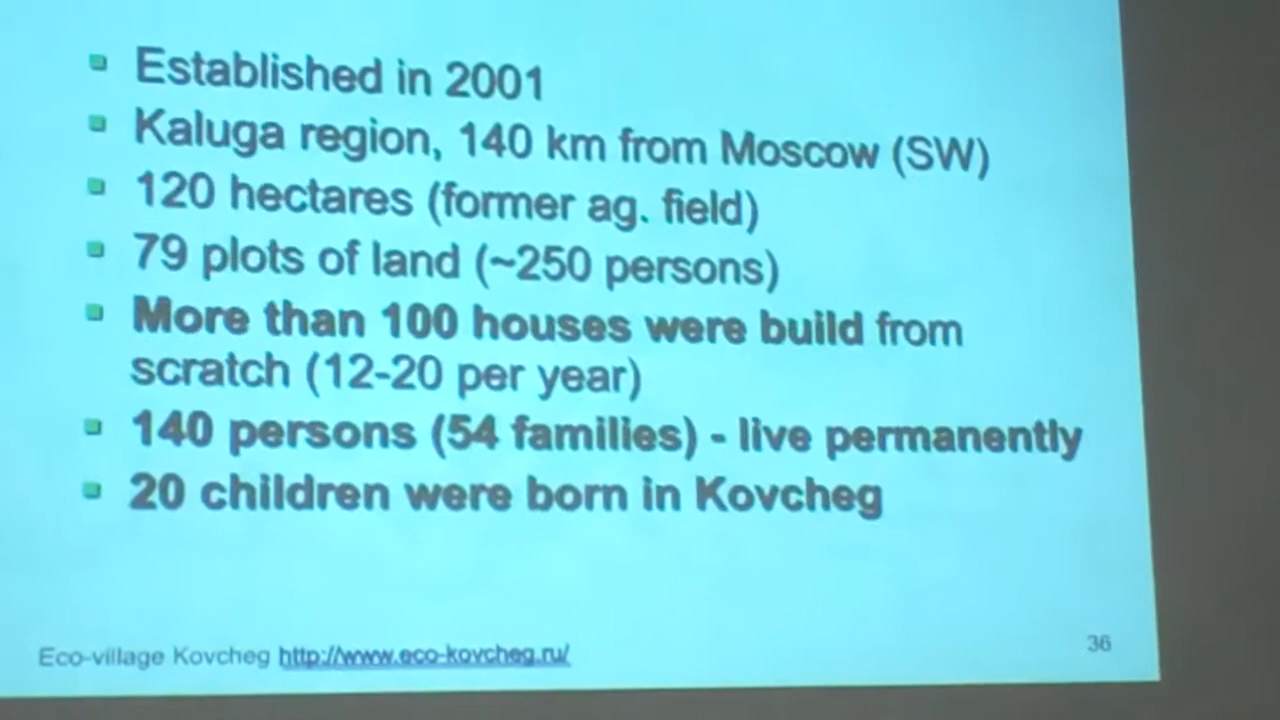 Established in 2001
Kaluga region, 140 km from Moscow (SW)
120 hectares (former ag. field)
79 plots of land (~250 persons)
More than 100 houses were build from
scratch (12-20 per year)
140 persons (54 families) - live permanently
20 children were born in Kovcheg
Eco-village Kovcheg http://www.eco-kovcheg.ru/
36